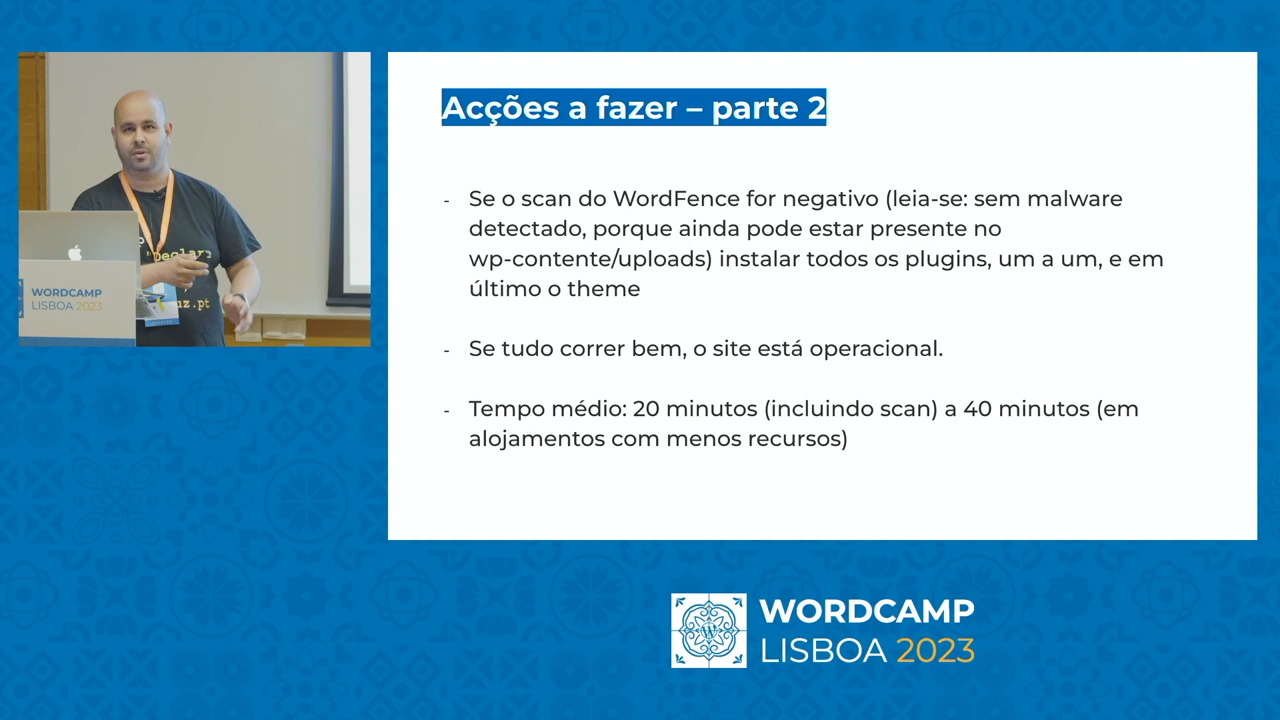 Acções a fazer – parte 2
- Se o scan do WordFence for negativo (leia-se: sem malware
detectado, porque ainda pode estar presente no
wp-contente/uploads) instalar todos os plugins, um a um, e em
último o theme
- Se tudo correr bem, o site está operacional.
- Tempo médio: 20 minutos (incluindo scan) a 40 minutos (em
alojamentos com menos recursos)
"Declar
uz.pt
WORDCAMP
LISBOA 2023
WORDCAMP
LISBOA 2023